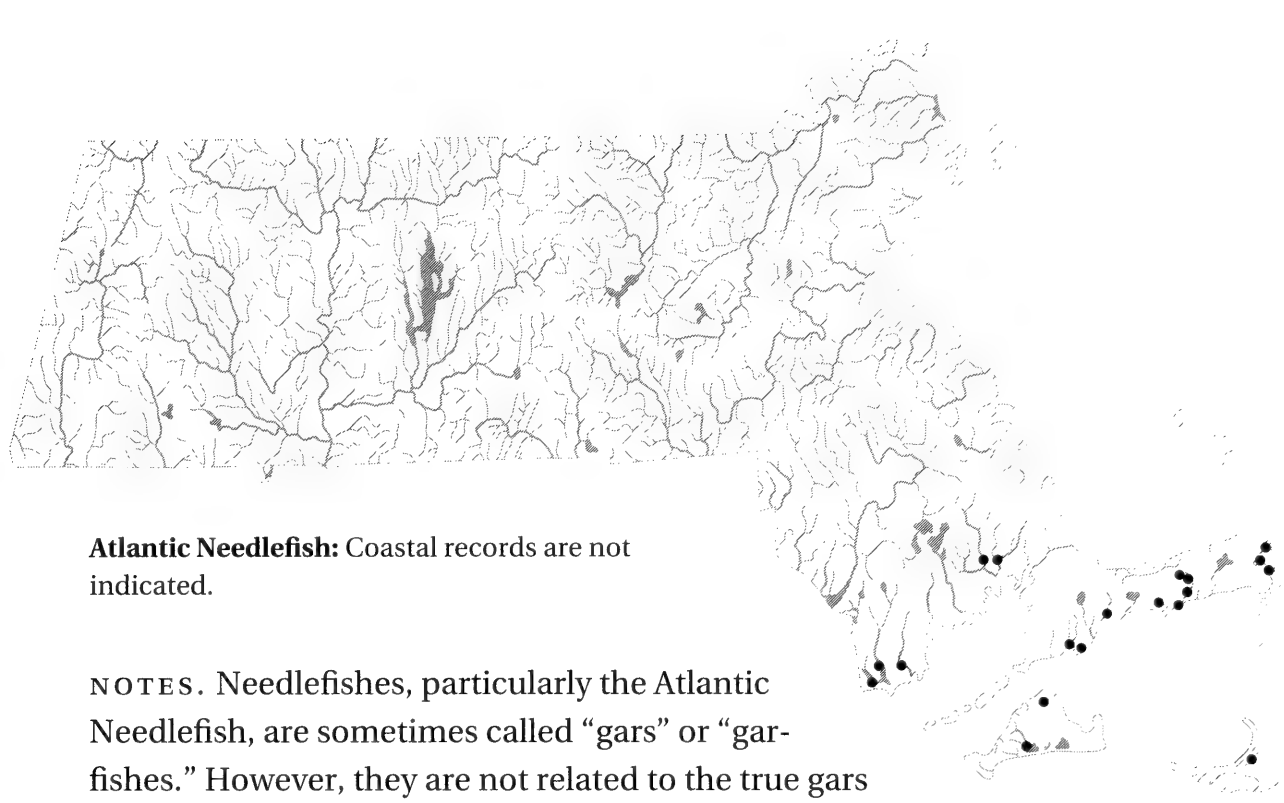 Atlantic Needlefish: Coastal records are not
indicated.
NOTES. Needlefishes, particularly the Atlantic
Needlefish, are sometimes called “gars” or “gar-
fishes.” However, they are not related to the true gars